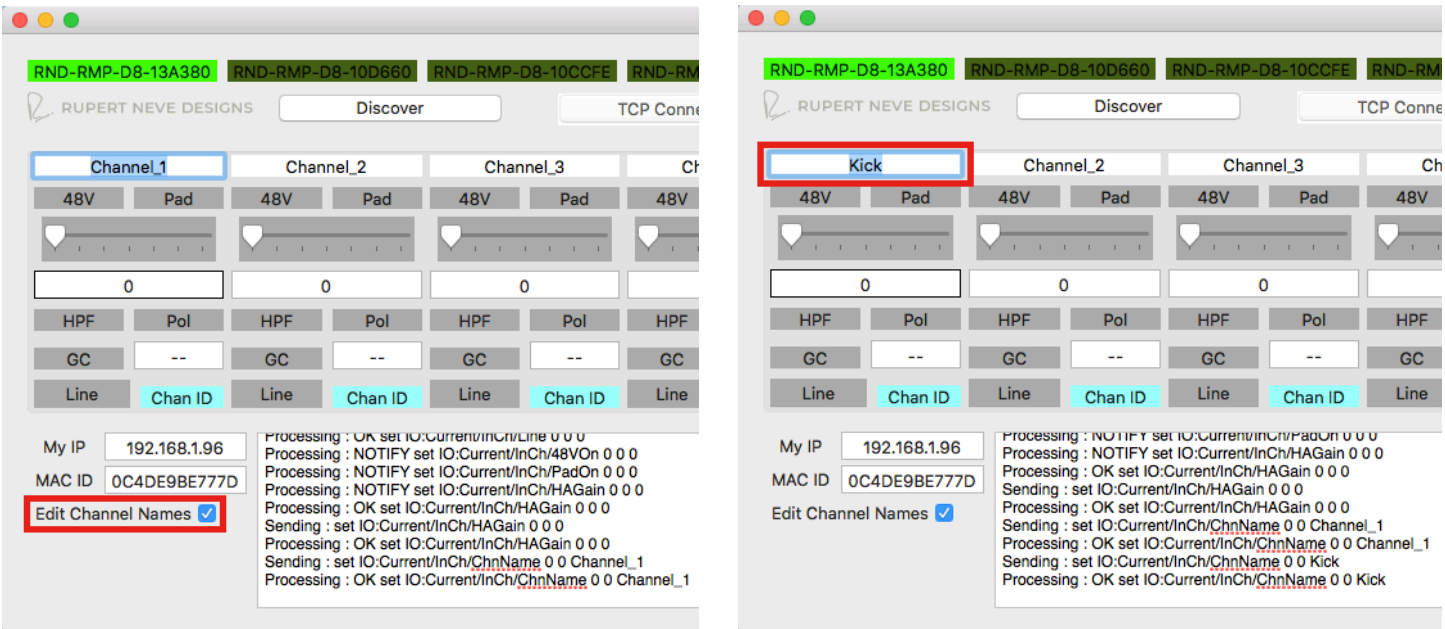 RND-RMP-D8-13A380 RND-RMP-D8-10D660 RND-RMP-D8-10CCFE RND-RM
RUPERT NEVE DESIGNS Discover TCP Conne
Channel_1 Channel_2 Channel_3 Ch
48V Pad 48V Pad 48V Pad 48V
0 0 0
HPF Pol HPF Pol HPF Pol HPF
GC -- GC -- GC -- GC
Line Chan ID Line Chan ID Line Chan ID Line
My IP 192.168.1.96
MAC ID 0C4DE9BE777D
Edit Channel Names
Processing : OK set IO:Current/InCh/Line 0 0 0
Processing : NOTIFY set IO:Current/InCh/48VOn 0 0 0
Processing : NOTIFY set IO:Current/InCh/PadOn 0 0 0
Processing : NOTIFY set IO:Current/InCh/HAGain 0 0 0
Processing : OK set IO:Current/InCh/HAGain 0 0 0
Sending : set IO:Current/InCh/HAGain 0 0 0
Processing : OK set IO:Current/InCh/HAGain 0 0 0
Sending : set IO:Current/InCh/ChnName 0 0 Channel_1
Processing : OK set IO:Current/InCh/ChnName 0 0 Channel_1
RND-RMP-D8-13A380 RND-RMP-D8-10D660 RND-RMP-D8-10CCFE RND-RM
RUPERT NEVE DESIGNS Discover TCP Conne
Kick Channel_2 Channel_3 Ch
48V Pad 48V Pad 48V Pad 48V
0 0 0
HPF Pol HPF Pol HPF Pol HPF
GC -- GC -- GC -- GC
Line Chan ID Line Chan ID Line Chan ID Line
My IP 192.168.1.96
MAC ID 0C4DE9BE777D
Edit Channel Names
Processing : NOTIFY set IO:Current/InCh/PadOn 0 0 0
Processing : NOTIFY set IO:Current/InCh/HAGain 0 0 0
Processing : OK set IO:Current/InCh/HAGain 0 0 0
Sending : set IO:Current/InCh/HAGain 0 0 0
Processing : OK set IO:Current/InCh/HAGain 0 0 0
Sending : set IO:Current/InCh/ChnName 0 0 Channel_1
Processing : OK set IO:Current/InCh/ChnName 0 0 Channel_1
Sending : set IO:Current/InCh/ChnName 0 0 Kick
Processing : OK set IO:Current/InCh/ChnName 0 0 Kick